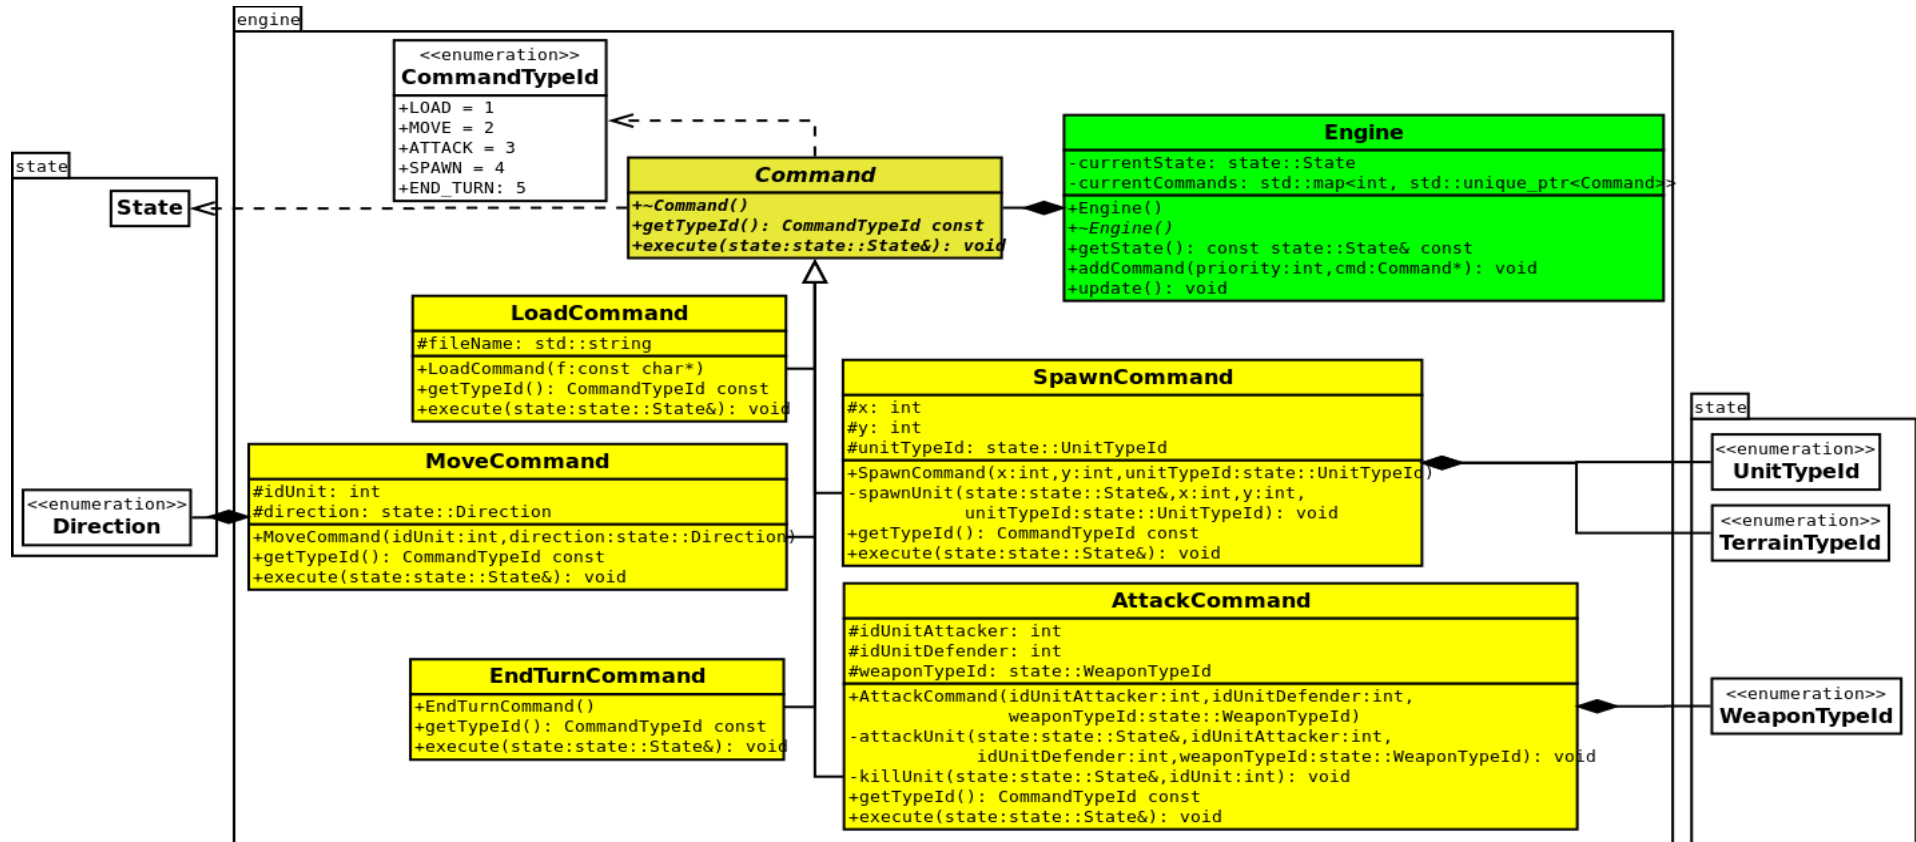 engine
<<enumeration>>
CommandTypeId
+LOAD = 1
+MOVE = 2
+ATTACK = 3
+SPAWN = 4
+END_TURN: 5
state
State
Command
+~Command()
+getTypeId(): CommandTypeId const
+execute(state:state::State&): void
Engine
-currentState: state::State
-currentCommands: std::map<int, std::unique_ptr<Command>>
+Engine()
+~Engine()
+getState(): const state::State& const
+addCommand(priority:int,cmd:Command*): void
+update(): void
LoadCommand
#fileName: std::string
+LoadCommand(f:const char*)
+getTypeId(): CommandTypeId const
+execute(state:state::State&): void
SpawnCommand
#x: int
#y: int
#unitTypeId: state::UnitTypeId
+SpawnCommand(x:int,y:int,unitTypeId:state::UnitTypeId)
-spawnUnit(state:state::State&,x:int,y:int,
unitTypeId:state::UnitTypeId): void
+getTypeId(): CommandTypeId const
+execute(state:state::State&): void
state
<<enumeration>>
UnitTypeId
<<enumeration>>
TerrainTypeId
<<enumeration>>
Direction
MoveCommand
#idUnit: int
#direction: state::Direction
+MoveCommand(idUnit:int,direction:state::Direction)
+getTypeId(): CommandTypeId const
+execute(state:state::State&): void
AttackCommand
#idUnitAttacker: int
#idUnitDefender: int
#weaponTypeId: state::WeaponTypeId
+AttackCommand(idUnitAttacker:int,idUnitDefender:int,
weaponTypeId:state::WeaponTypeId)
-attackUnit(state:state::State&,idUnitAttacker:int,
idUnitDefender:int,weaponTypeId:state::WeaponTypeId): void
-killUnit(state:state::State&,idUnit:int): void
+getTypeId(): CommandTypeId const
+execute(state:state::State&): void
EndTurnCommand
+EndTurnCommand()
+getTypeId(): CommandTypeId const
+execute(state:state::State&): void
<<enumeration>>
WeaponTypeId